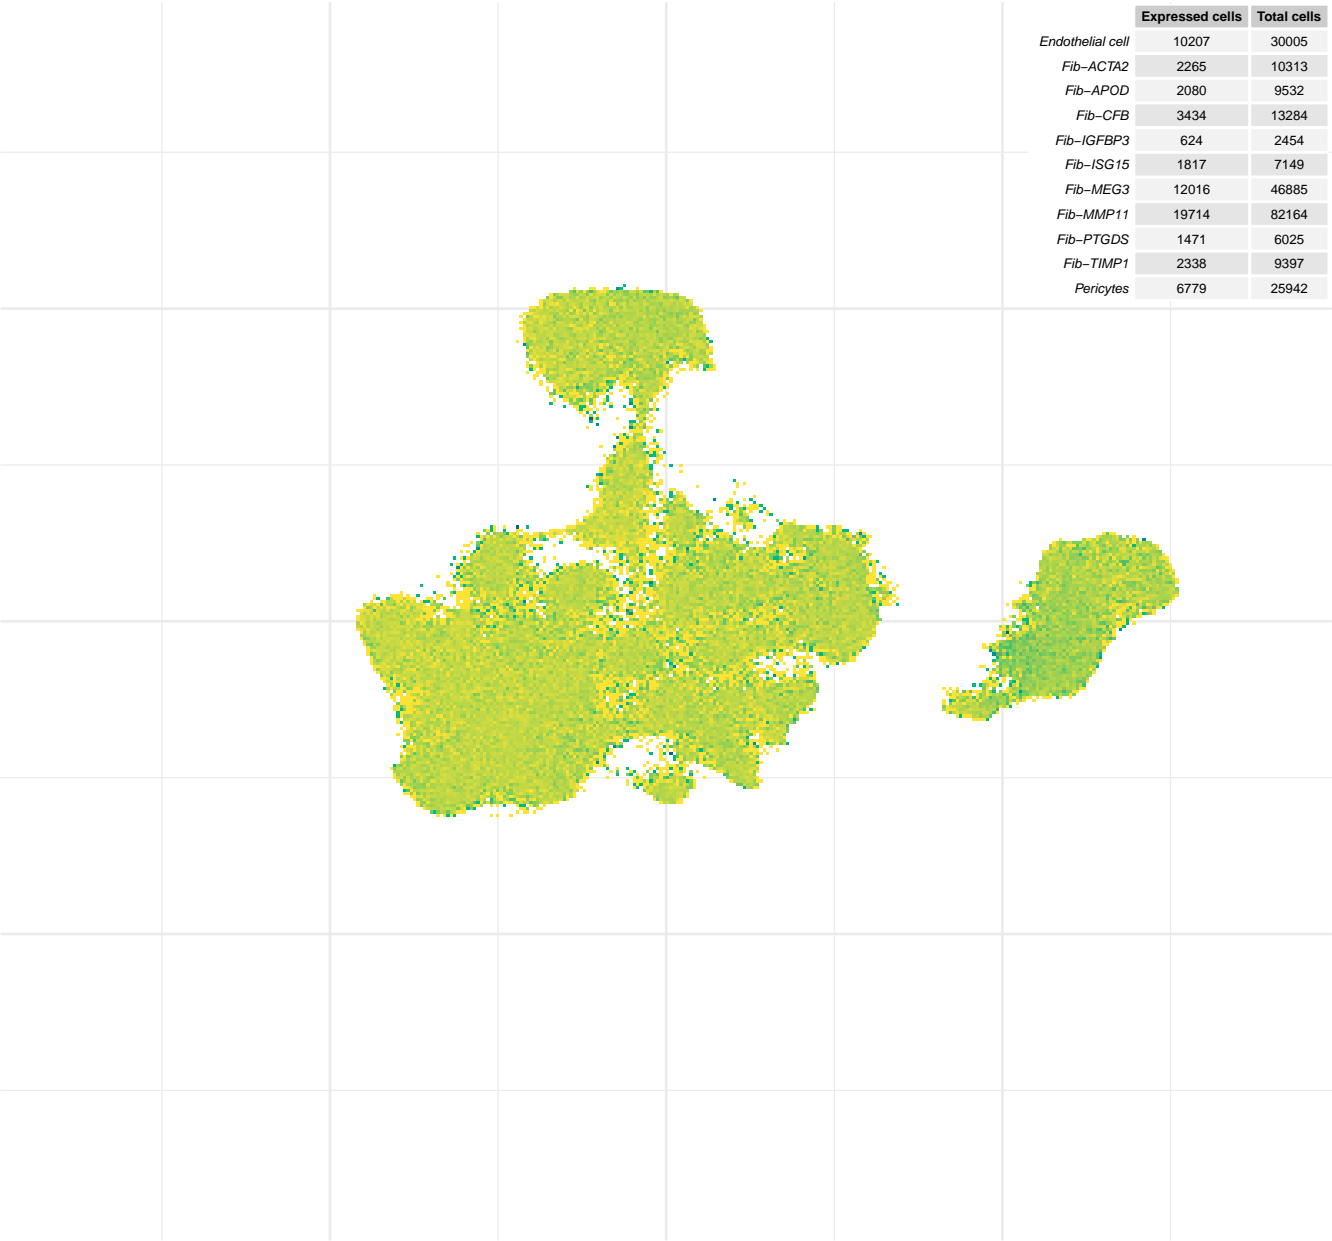 Expressed cells Total cells
Endothelial cell 10207 30005
Fib−ACTA2 2265 10313
Fib−APOD 2080 9532
Fib−CFB 3434 13284
Fib−IGFBP3 624 2454
Fib−ISG15 1817 7149
Fib−MEG3 12016 46885
Fib−MMP11 19714 82164
Fib−PTGDS 1471 6025
Fib−TIMP1 2338 9397
Pericytes 6779 25942